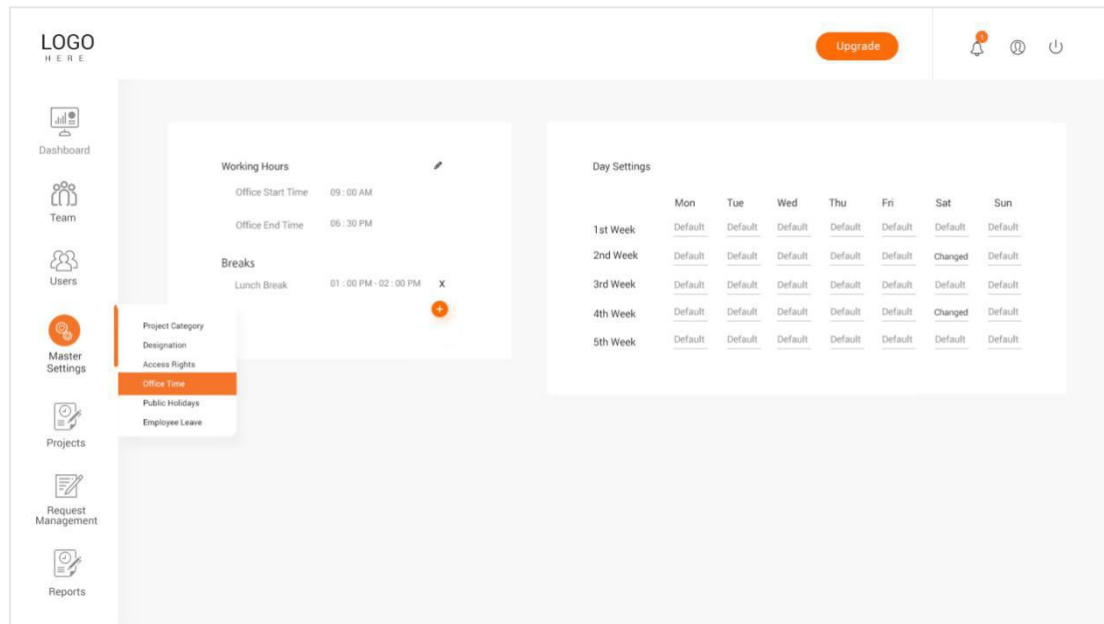 LOGO
HERE
Upgrade
1
Dashboard
Team
Users
Master
Settings
Projects
Request
Management
Reports
Project Category
Designation
Access Rights
Office Time
Public Holidays
Employee Leave
Working Hours
Office Start Time 09 : 00 AM
Office End Time 06 : 30 PM
Breaks
Lunch Break 01 : 00 PM - 02 : 00 PM X
+
Day Settings
Mon Tue Wed Thu Fri Sat Sun
1st Week Default Default Default Default Default Default Default
2nd Week Default Default Default Default Default Changed Default
3rd Week Default Default Default Default Default Default Default
4th Week Default Default Default Default Default Changed Default
5th Week Default Default Default Default Default Default Default